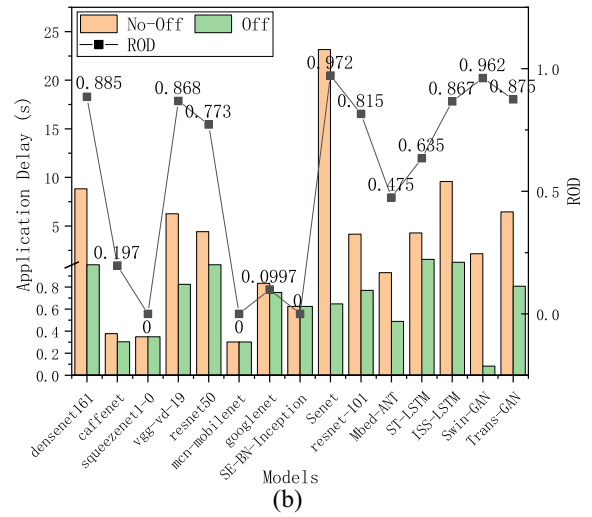 No-Off
Off
ROD
Application Delay (s)
25
20
15
10
5
0.8
0.6
0.4
0.2
0.0
1.0
0.5
0.0
ROD
0.885
0.197
0
0.868
0.773
0
0.0997
0
0.972
0.815
0.475
0.635
0.867
0.962
0.875
densenet161
caffenet
squeezenet1-0
vgg-vd-19
resnet50
mcn-mobilenet
googlenet
SE-BN-Inception
Senet
resnet-101
Mbed-ANT
ST-LSTM
ISS-LSTM
Swin-GAN
Trans-GAN
Models
(b)